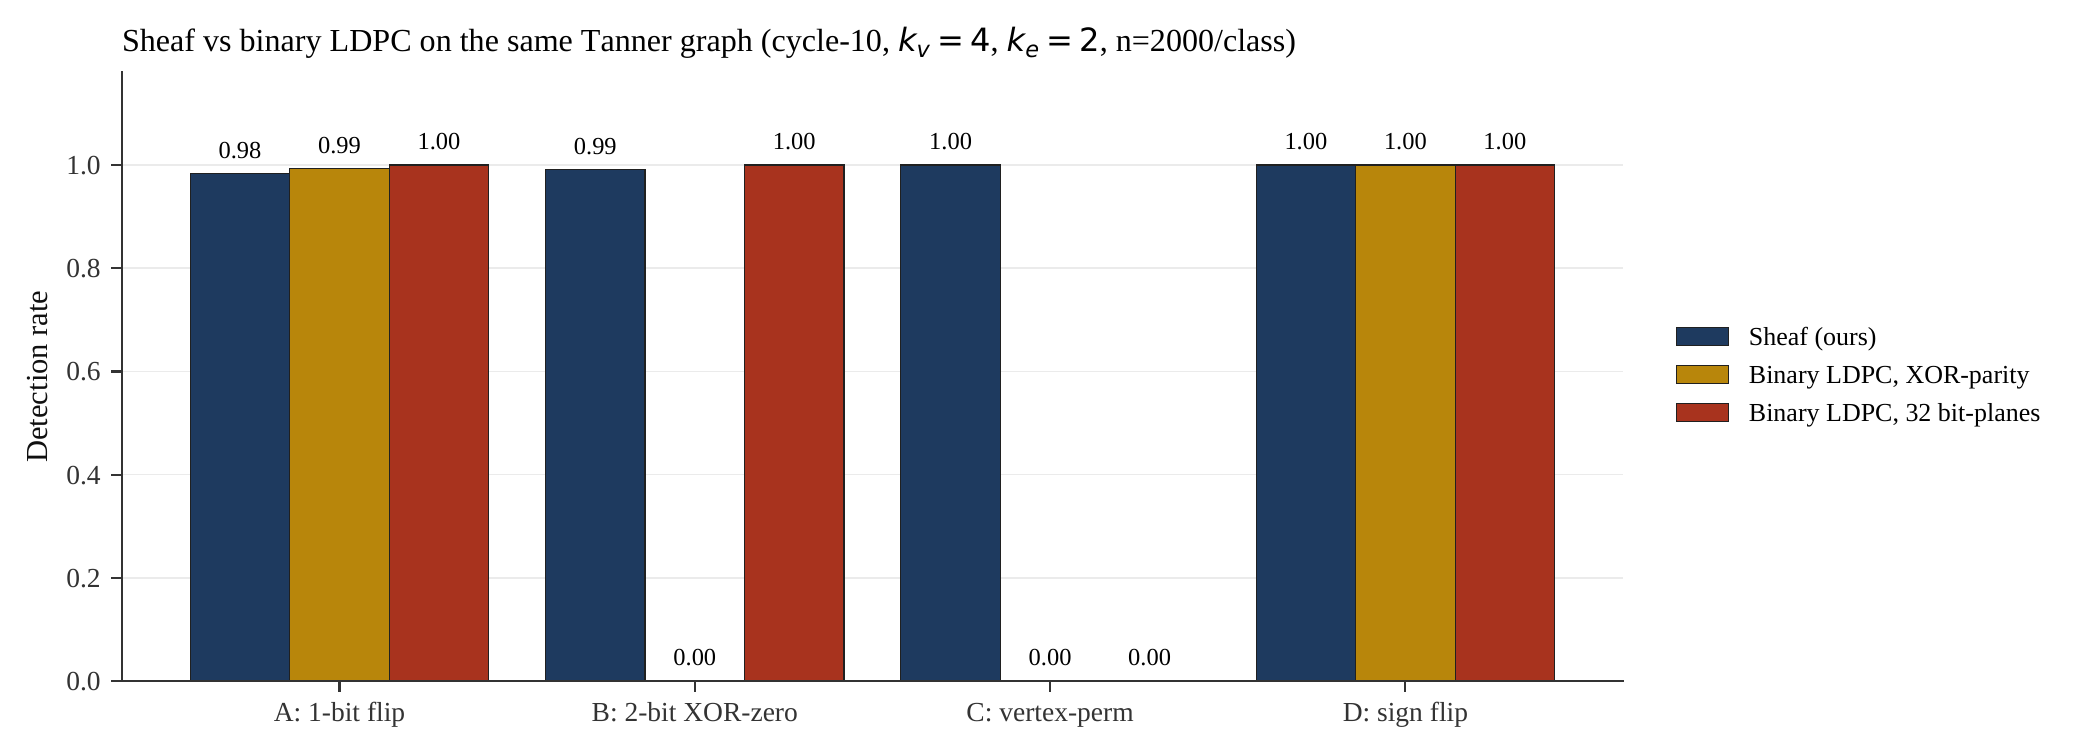 Sheaf vs binary LDPC on the same Tanner graph (cycle-10, k_v = 4, k_e = 2, n=2000/class)
Detection rate
1.0
0.8
0.6
0.4
0.2
0.0
0.98
0.99
1.00
0.99
0.00
1.00
1.00
0.00
0.00
1.00
1.00
1.00
A: 1-bit flip
B: 2-bit XOR-zero
C: vertex-perm
D: sign flip
Sheaf (ours)
Binary LDPC, XOR-parity
Binary LDPC, 32 bit-planes